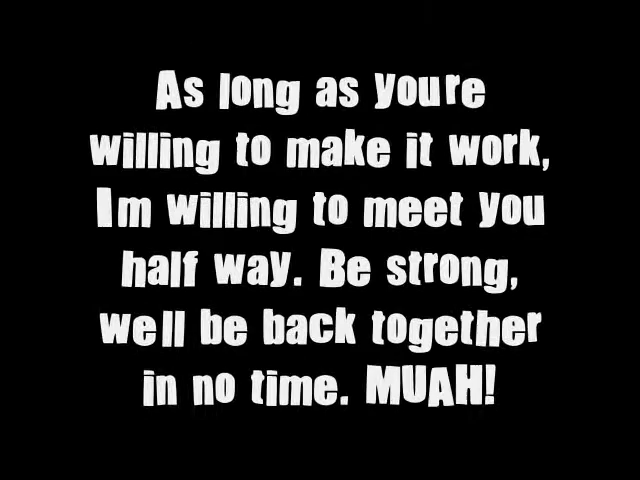 As long as youre
willing to make it work,
Im willing to meet you
half way. Be strong,
well be back together
in no time. MUAH!